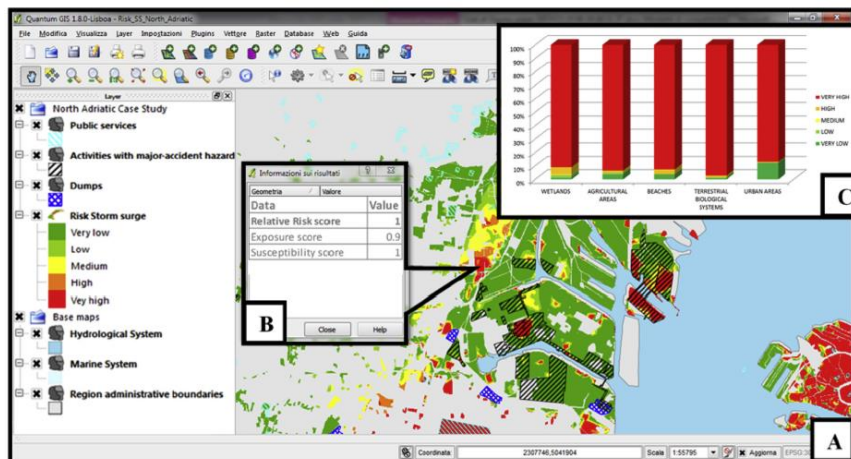 Quantum GIS 1.8.0-Lisboa - Risk_SS_North_Adriatic
File Modifica Visualizza Layer Impostazioni Plugins Vettore Raster Database Web Guida
Layer
North Adriatic Case Study
Public services
Activities with major-accident hazard
Dumps
Risk Storm surge
Very low
Low
Medium
High
Vey high
Base maps
Hydrological System
Marine System
Region administrative boundaries
Informazioni sui risultati
Geometria / Valore
Data Value
Relative Risk score 1
Exposure score 0.9
Susceptibility score 1
Close Help
B
100%
90%
80%
70%
60%
50%
40%
30%
20%
10%
0%
WETLANDS
AGRICULTURAL AREAS
BEACHES
TERRESTRIAL BIOLOGICAL SYSTEMS
URBAN AREAS
VERY HIGH
HIGH
MEDIUM
LOW
VERY LOW
C
A
Coordinata: 2307746,5041904 Scala 1:55795 Aggiorna